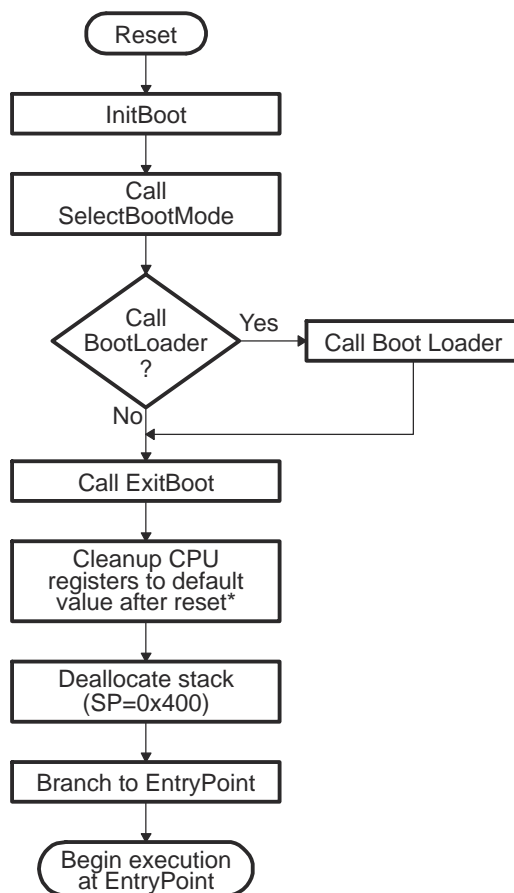 Reset
InitBoot
Call
SelectBootMode
Call
BootLoader
?
Yes
Call Boot Loader
No
Call ExitBoot
Cleanup CPU
registers to default
value after reset*
Deallocate stack
(SP=0x400)
Branch to EntryPoint
Begin execution
at EntryPoint